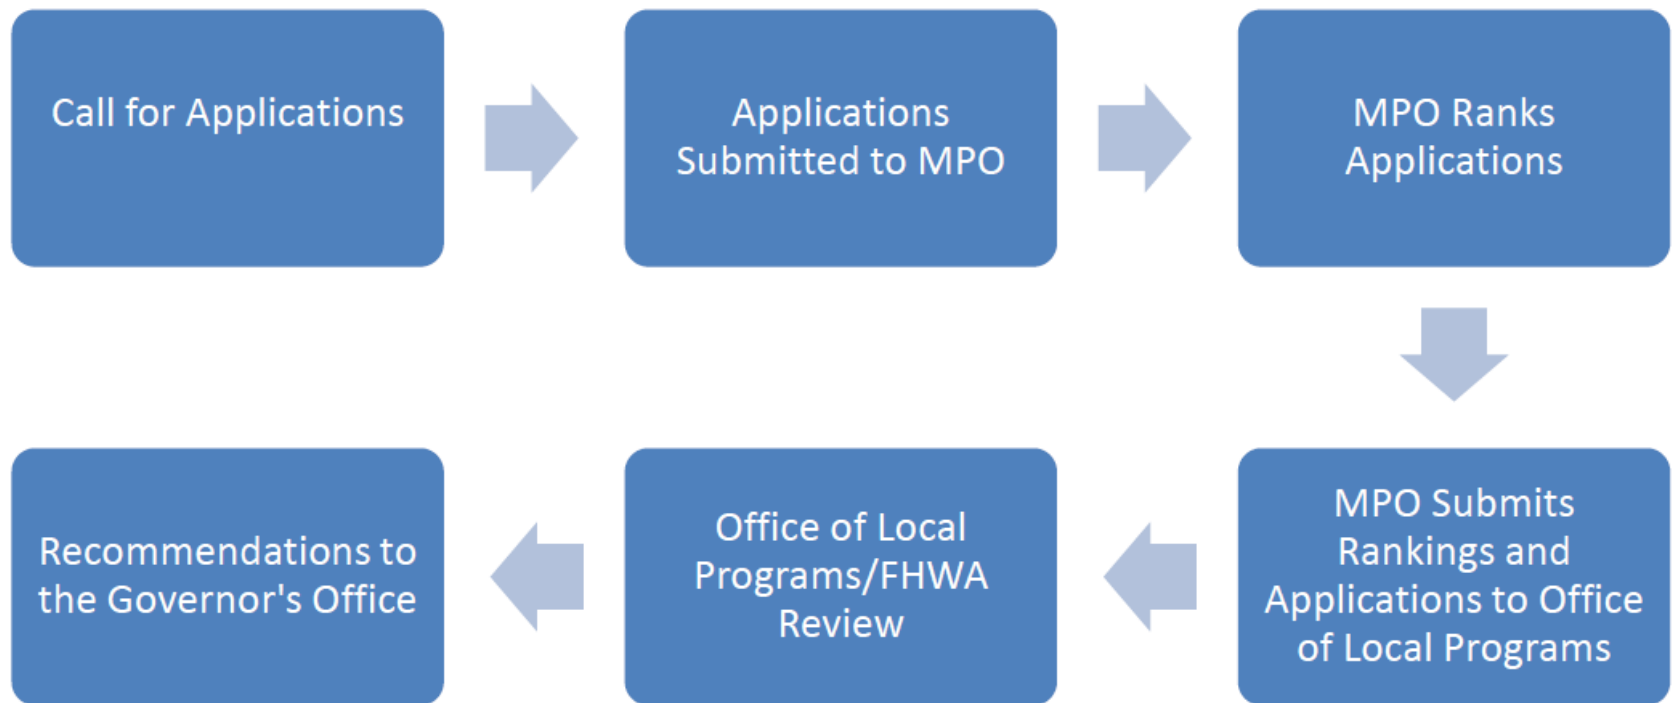 Call for Applications
Applications
Submitted to MPO
MPO Ranks
Applications
MPO Submits
Rankings and
Applications to Office
of Local Programs
Office of Local
Programs/FHWA
Review
Recommendations to
the Governor's Office